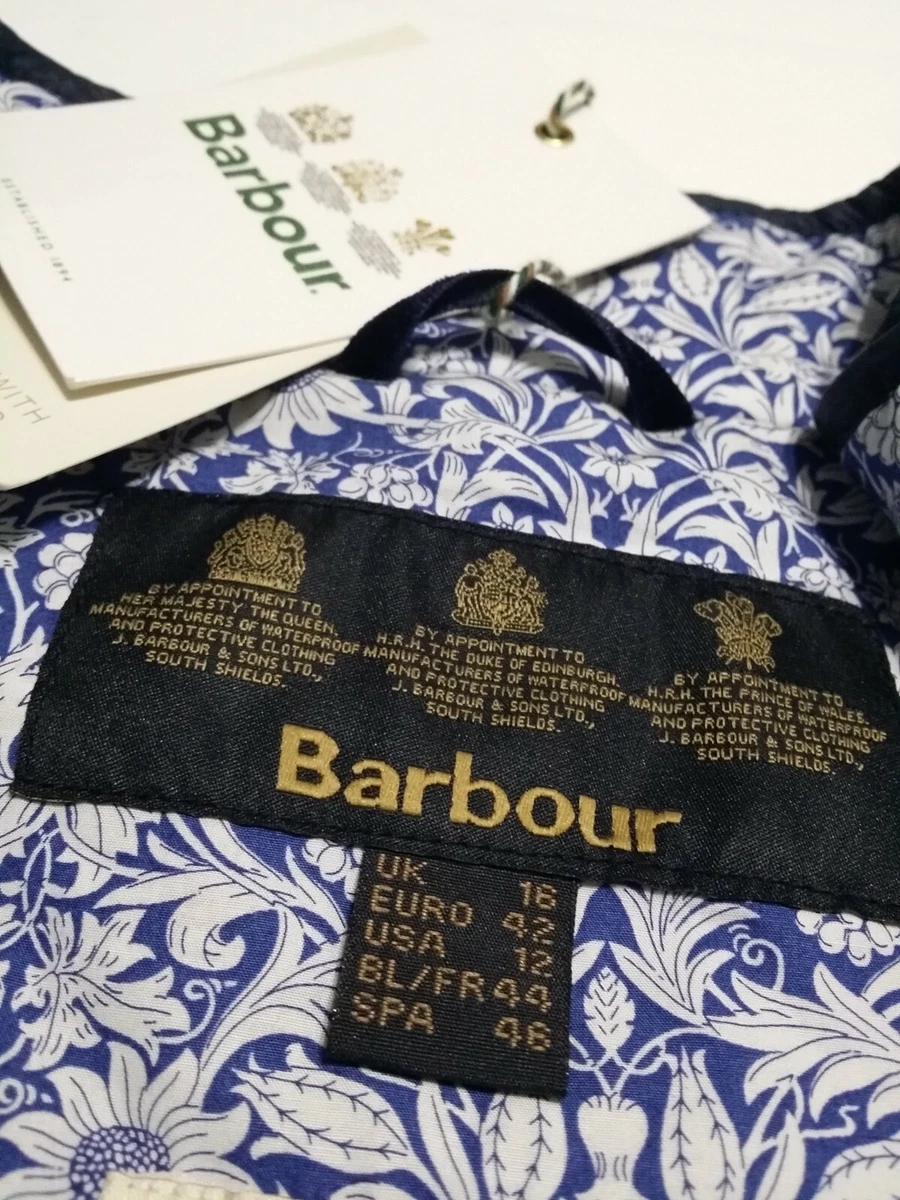 Barbour
ESTABLISHED 1894
WITH
BY APPOINTMENT TO
HER MAJESTY THE QUEEN,
MANUFACTURERS OF WATERPROOF
AND PROTECTIVE CLOTHING
J. BARBOUR & SONS LTD.,
SOUTH SHIELDS.
BY APPOINTMENT TO
H.R.H. THE DUKE OF EDINBURGH
MANUFACTURERS OF WATERPROOF
AND PROTECTIVE CLOTHING
J. BARBOUR & SONS LTD.,
SOUTH SHIELDS.
BY APPOINTMENT TO
H.R.H. THE PRINCE OF WALES.
MANUFACTURERS OF WATERPROOF
AND PROTECTIVE CLOTHING
J. BARBOUR & SONS LTD.,
SOUTH SHIELDS.
Barbour
UK 16
EURO 42
USA 12
BL/FR 44
SPA 46